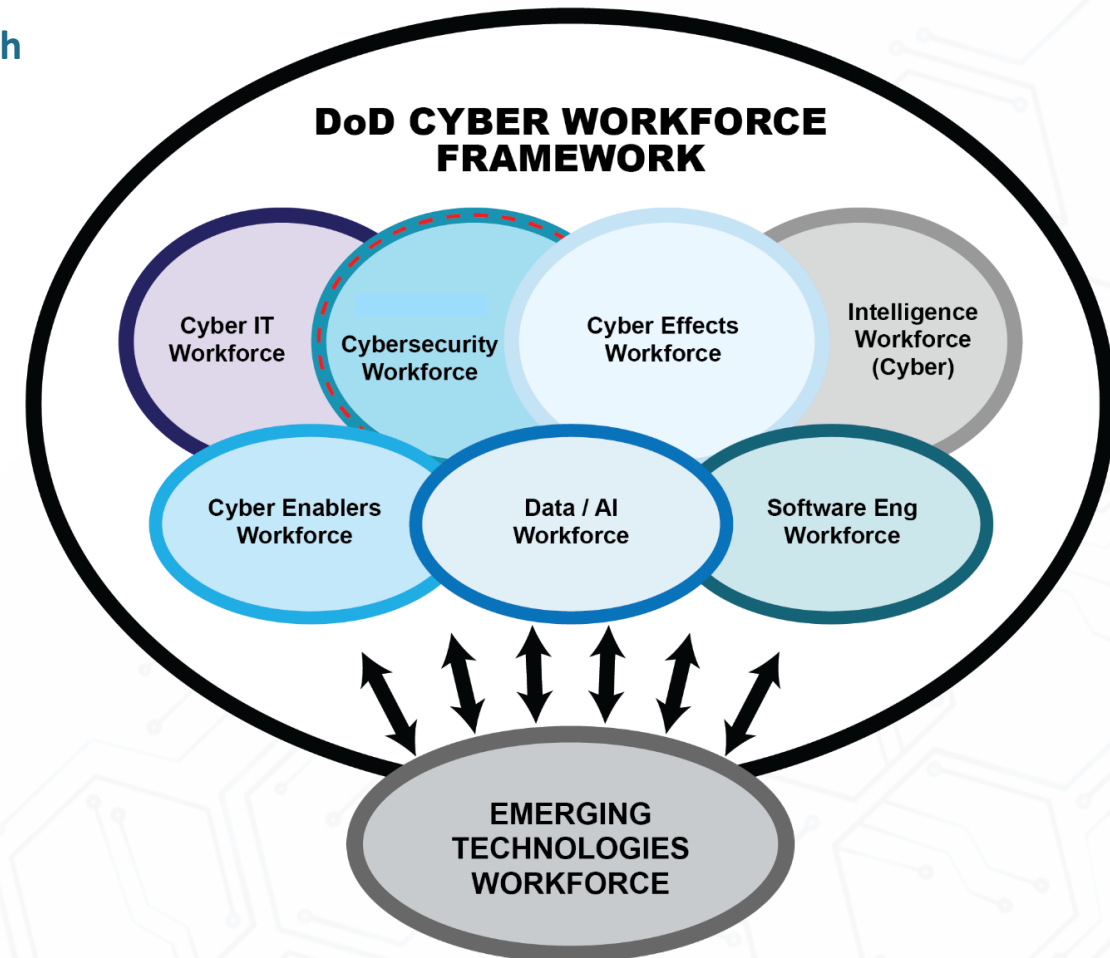 DoD CYBER WORKFORCE
FRAMEWORK
Cyber IT
Workforce
Cybersecurity
Workforce
Cyber Effects
Workforce
Intelligence
Workforce
(Cyber)
Cyber Enablers
Workforce
Data / AI
Workforce
Software Eng
Workforce
EMERGING
TECHNOLOGIES
WORKFORCE